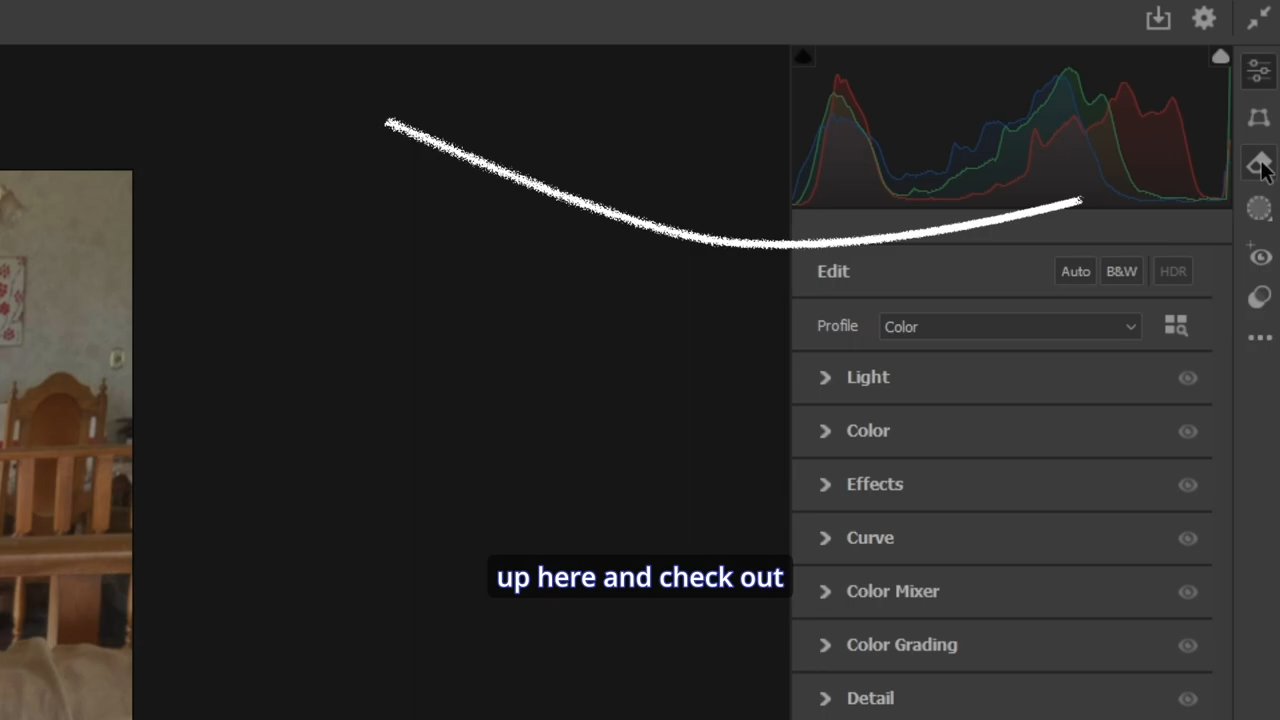 Edit
Auto
B&W
HDR
Profile
Color
Light
Color
Effects
Curve
up here and check out
Color Mixer
Color Grading
Detail